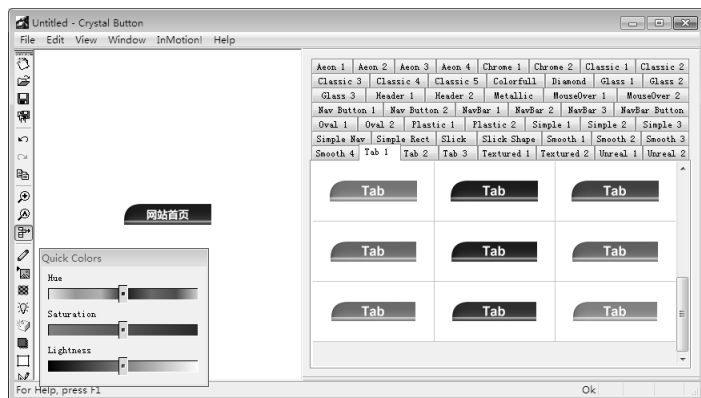 Untitled - Crystal Button
File Edit View Window InMotion! Help
Aeon 1 Aeon 2 Aeon 3 Aeon 4 Chrome 1 Chrome 2 Classic 1 Classic 2
Classic 3 Classic 4 Classic 5 Colorfull Diamond Glass 1 Glass 2
Glass 3 Header 1 Header 2 Metallic MouseOver 1 MouseOver 2
Nav Button 1 Nav Button 2 NavBar 1 NavBar 2 NavBar 3 NavBar Button
Oval 1 Oval 2 Plastic 1 Plastic 2 Simple 1 Simple 2 Simple 3
Simple Nav Simple Rect Slick Slick Shape Smooth 1 Smooth 2 Smooth 3
Smooth 4 Tab 1 Tab 2 Tab 3 Textured 1 Textured 2 Unreal 1 Unreal 2
Tab Tab Tab
网站首页
Tab Tab Tab
Quick Colors
Hue
Tab Tab Tab
Saturation
Lightness
For Help, press F1 Ok